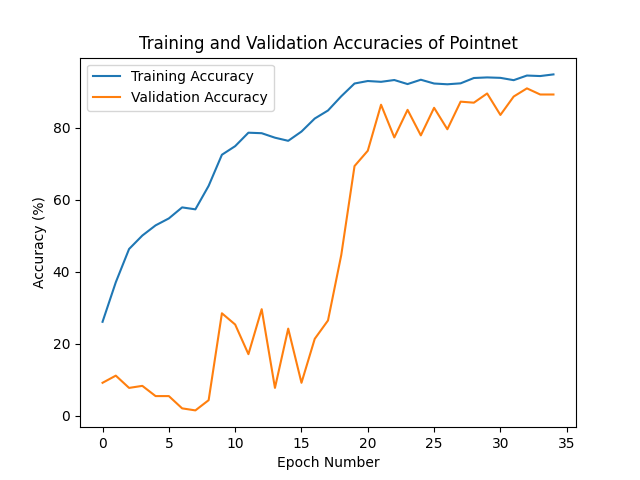 Training and Validation Accuracies of Pointnet
Training Accuracy
Validation Accuracy
80
60
40
20
0
Accuracy (%)
0 5 10 15 20 25 30 35
Epoch Number